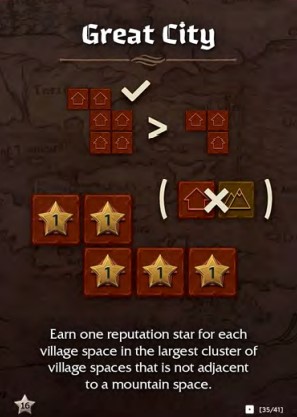 Great City
>
(
)
1
1
1
1
1
Earn one reputation star for each
village space in the largest cluster of
village spaces that is not adjacent
to a mountain space.
16
[35/41]